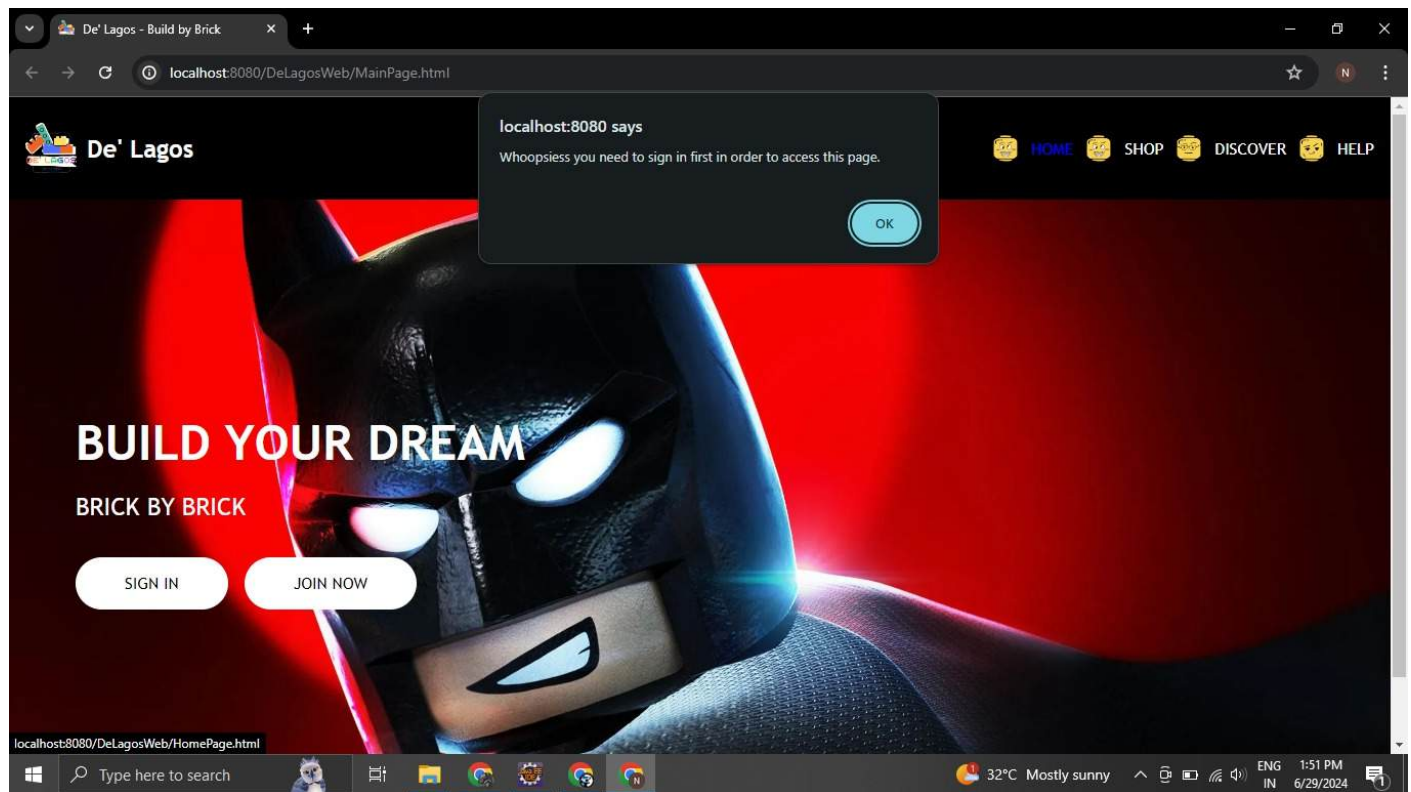 De' Lagos - Build by Brick
localhost:8080/DeLagosWeb/MainPage.html
N
De' Lagos
localhost:8080 says
Whoopsiess you need to sign in first in order to access this page.
OK
HOME
SHOP
DISCOVER
HELP
BUILD YOUR DREAM
BRICK BY BRICK
SIGN IN
JOIN NOW
localhost:8080/DeLagosWeb/HomePage.html
Type here to search
32°C Mostly sunny
ENG
IN
1:51 PM
6/29/2024
1